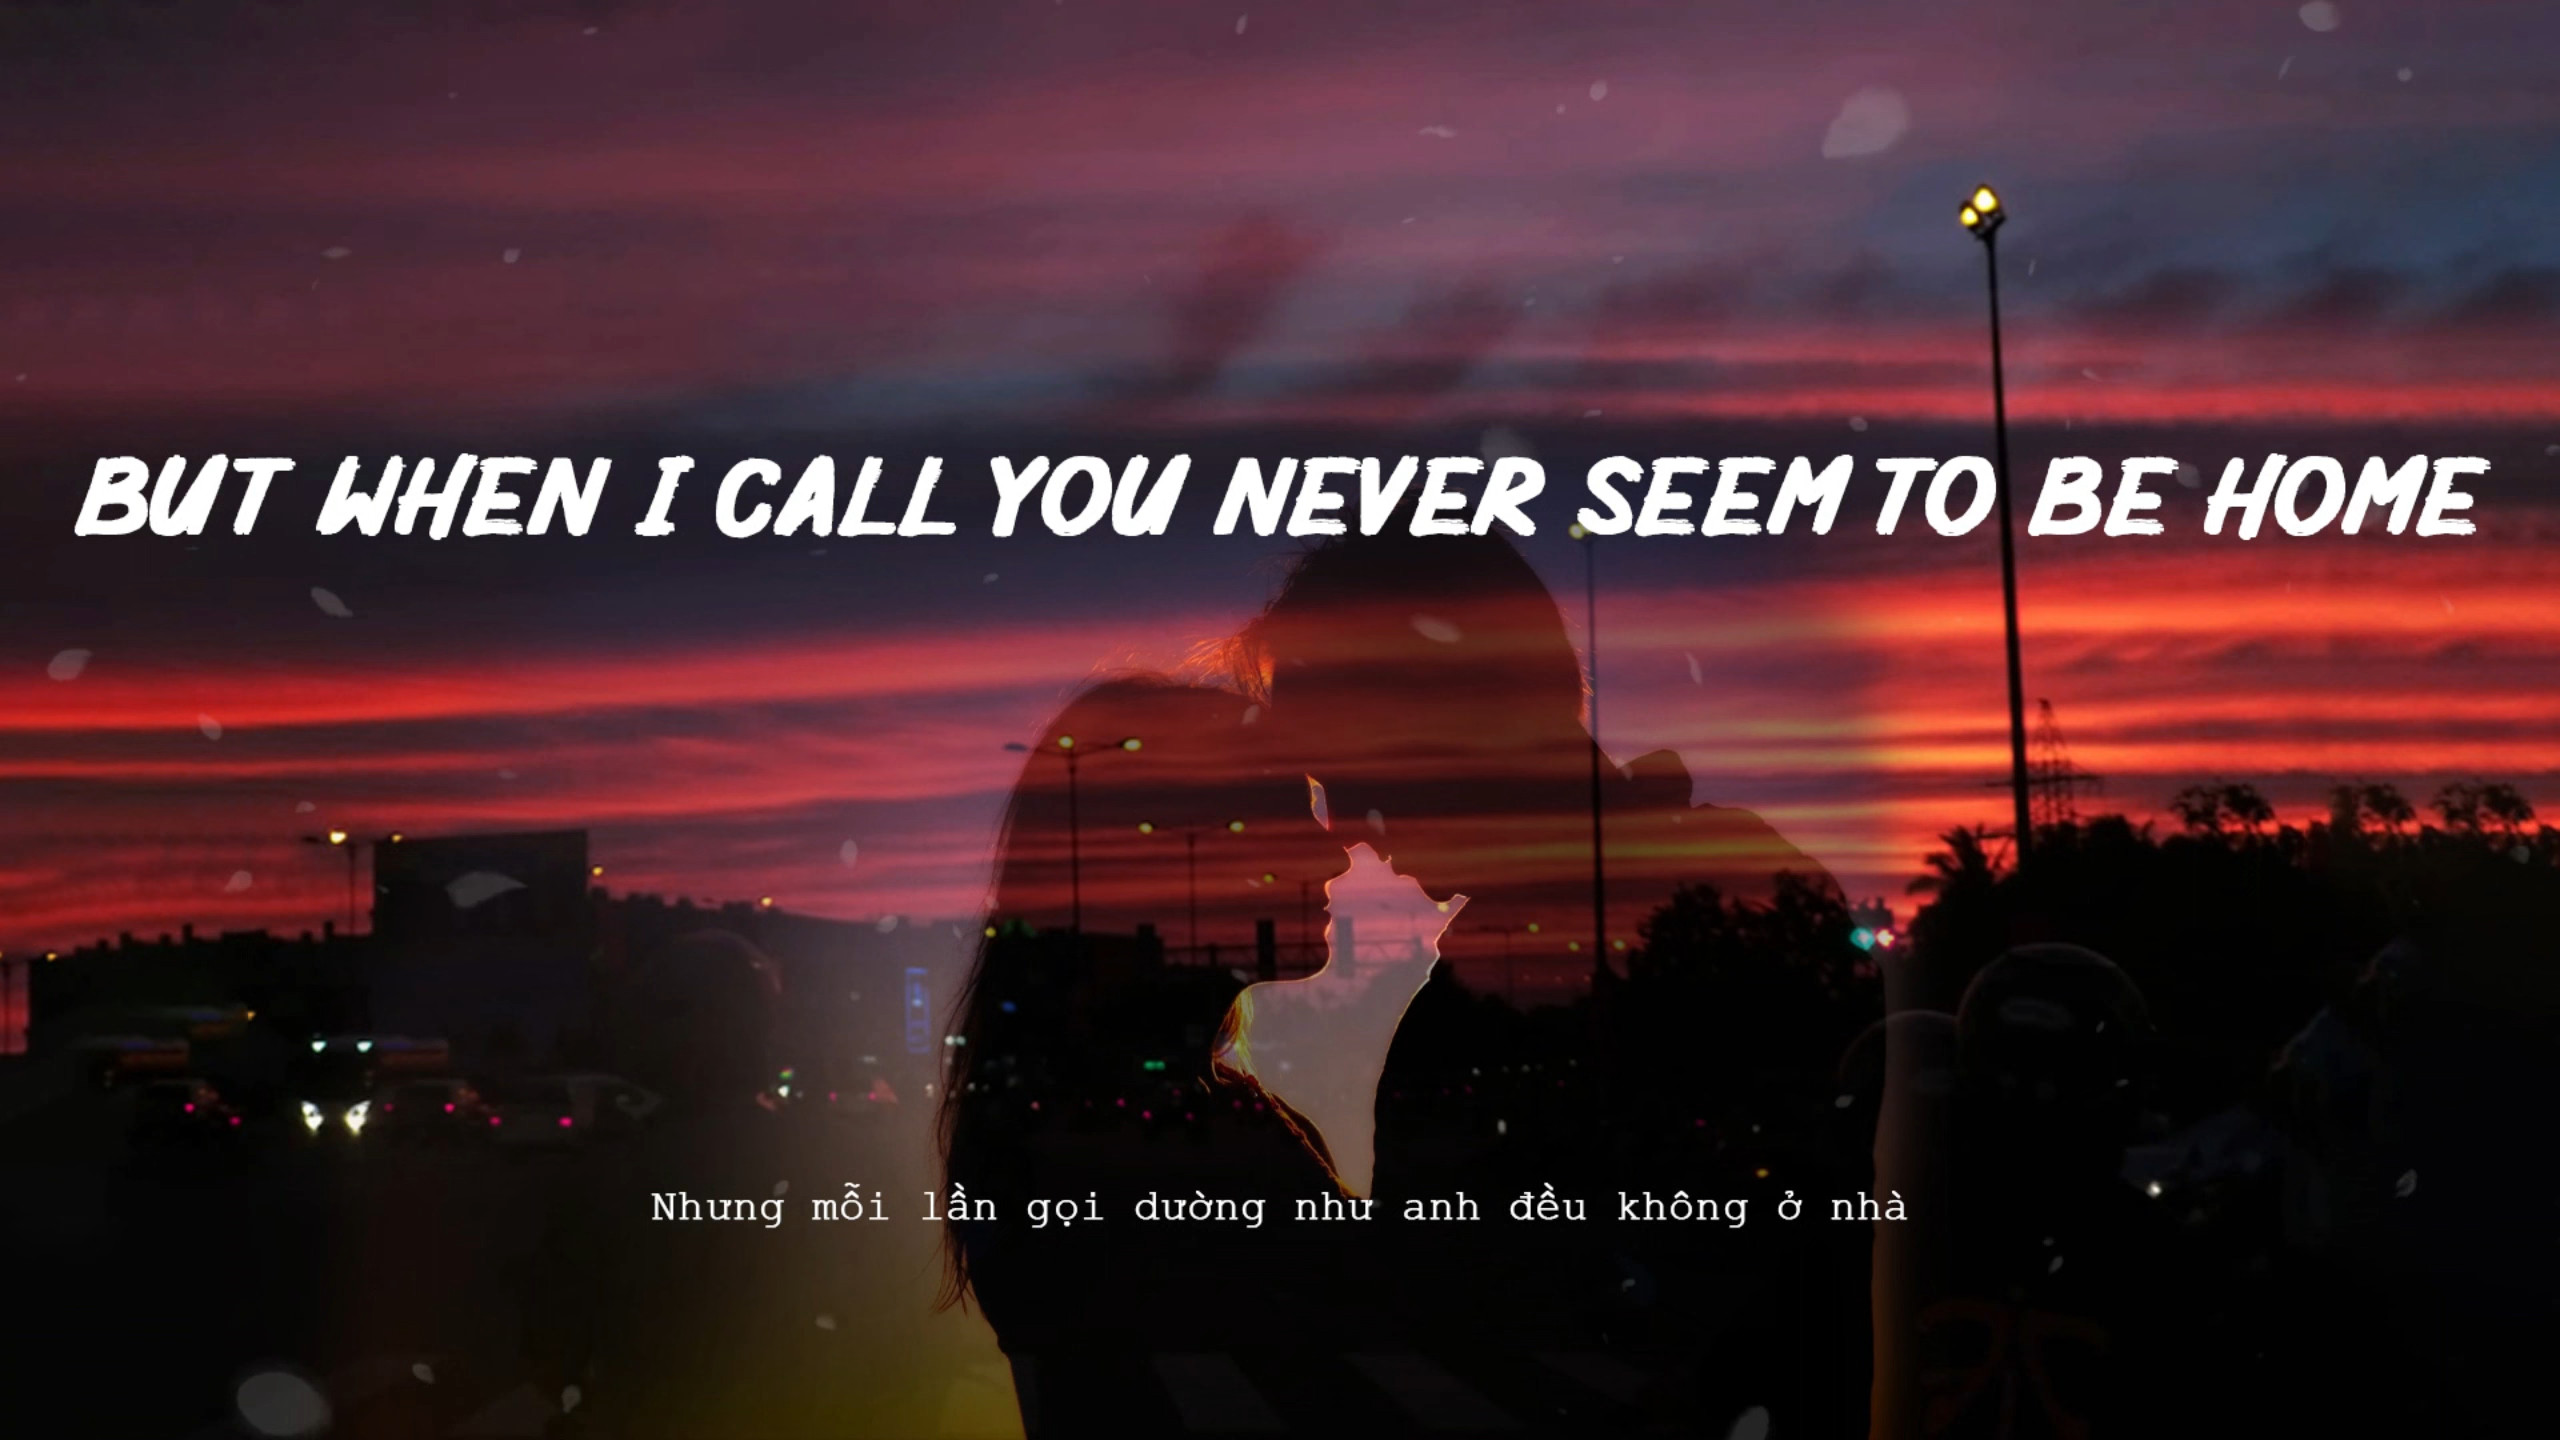 BUT WHEN I CALL YOU NEVER SEEM TO BE HOME
Nhưng mỗi lần gọi dường như anh đều không ở nhà